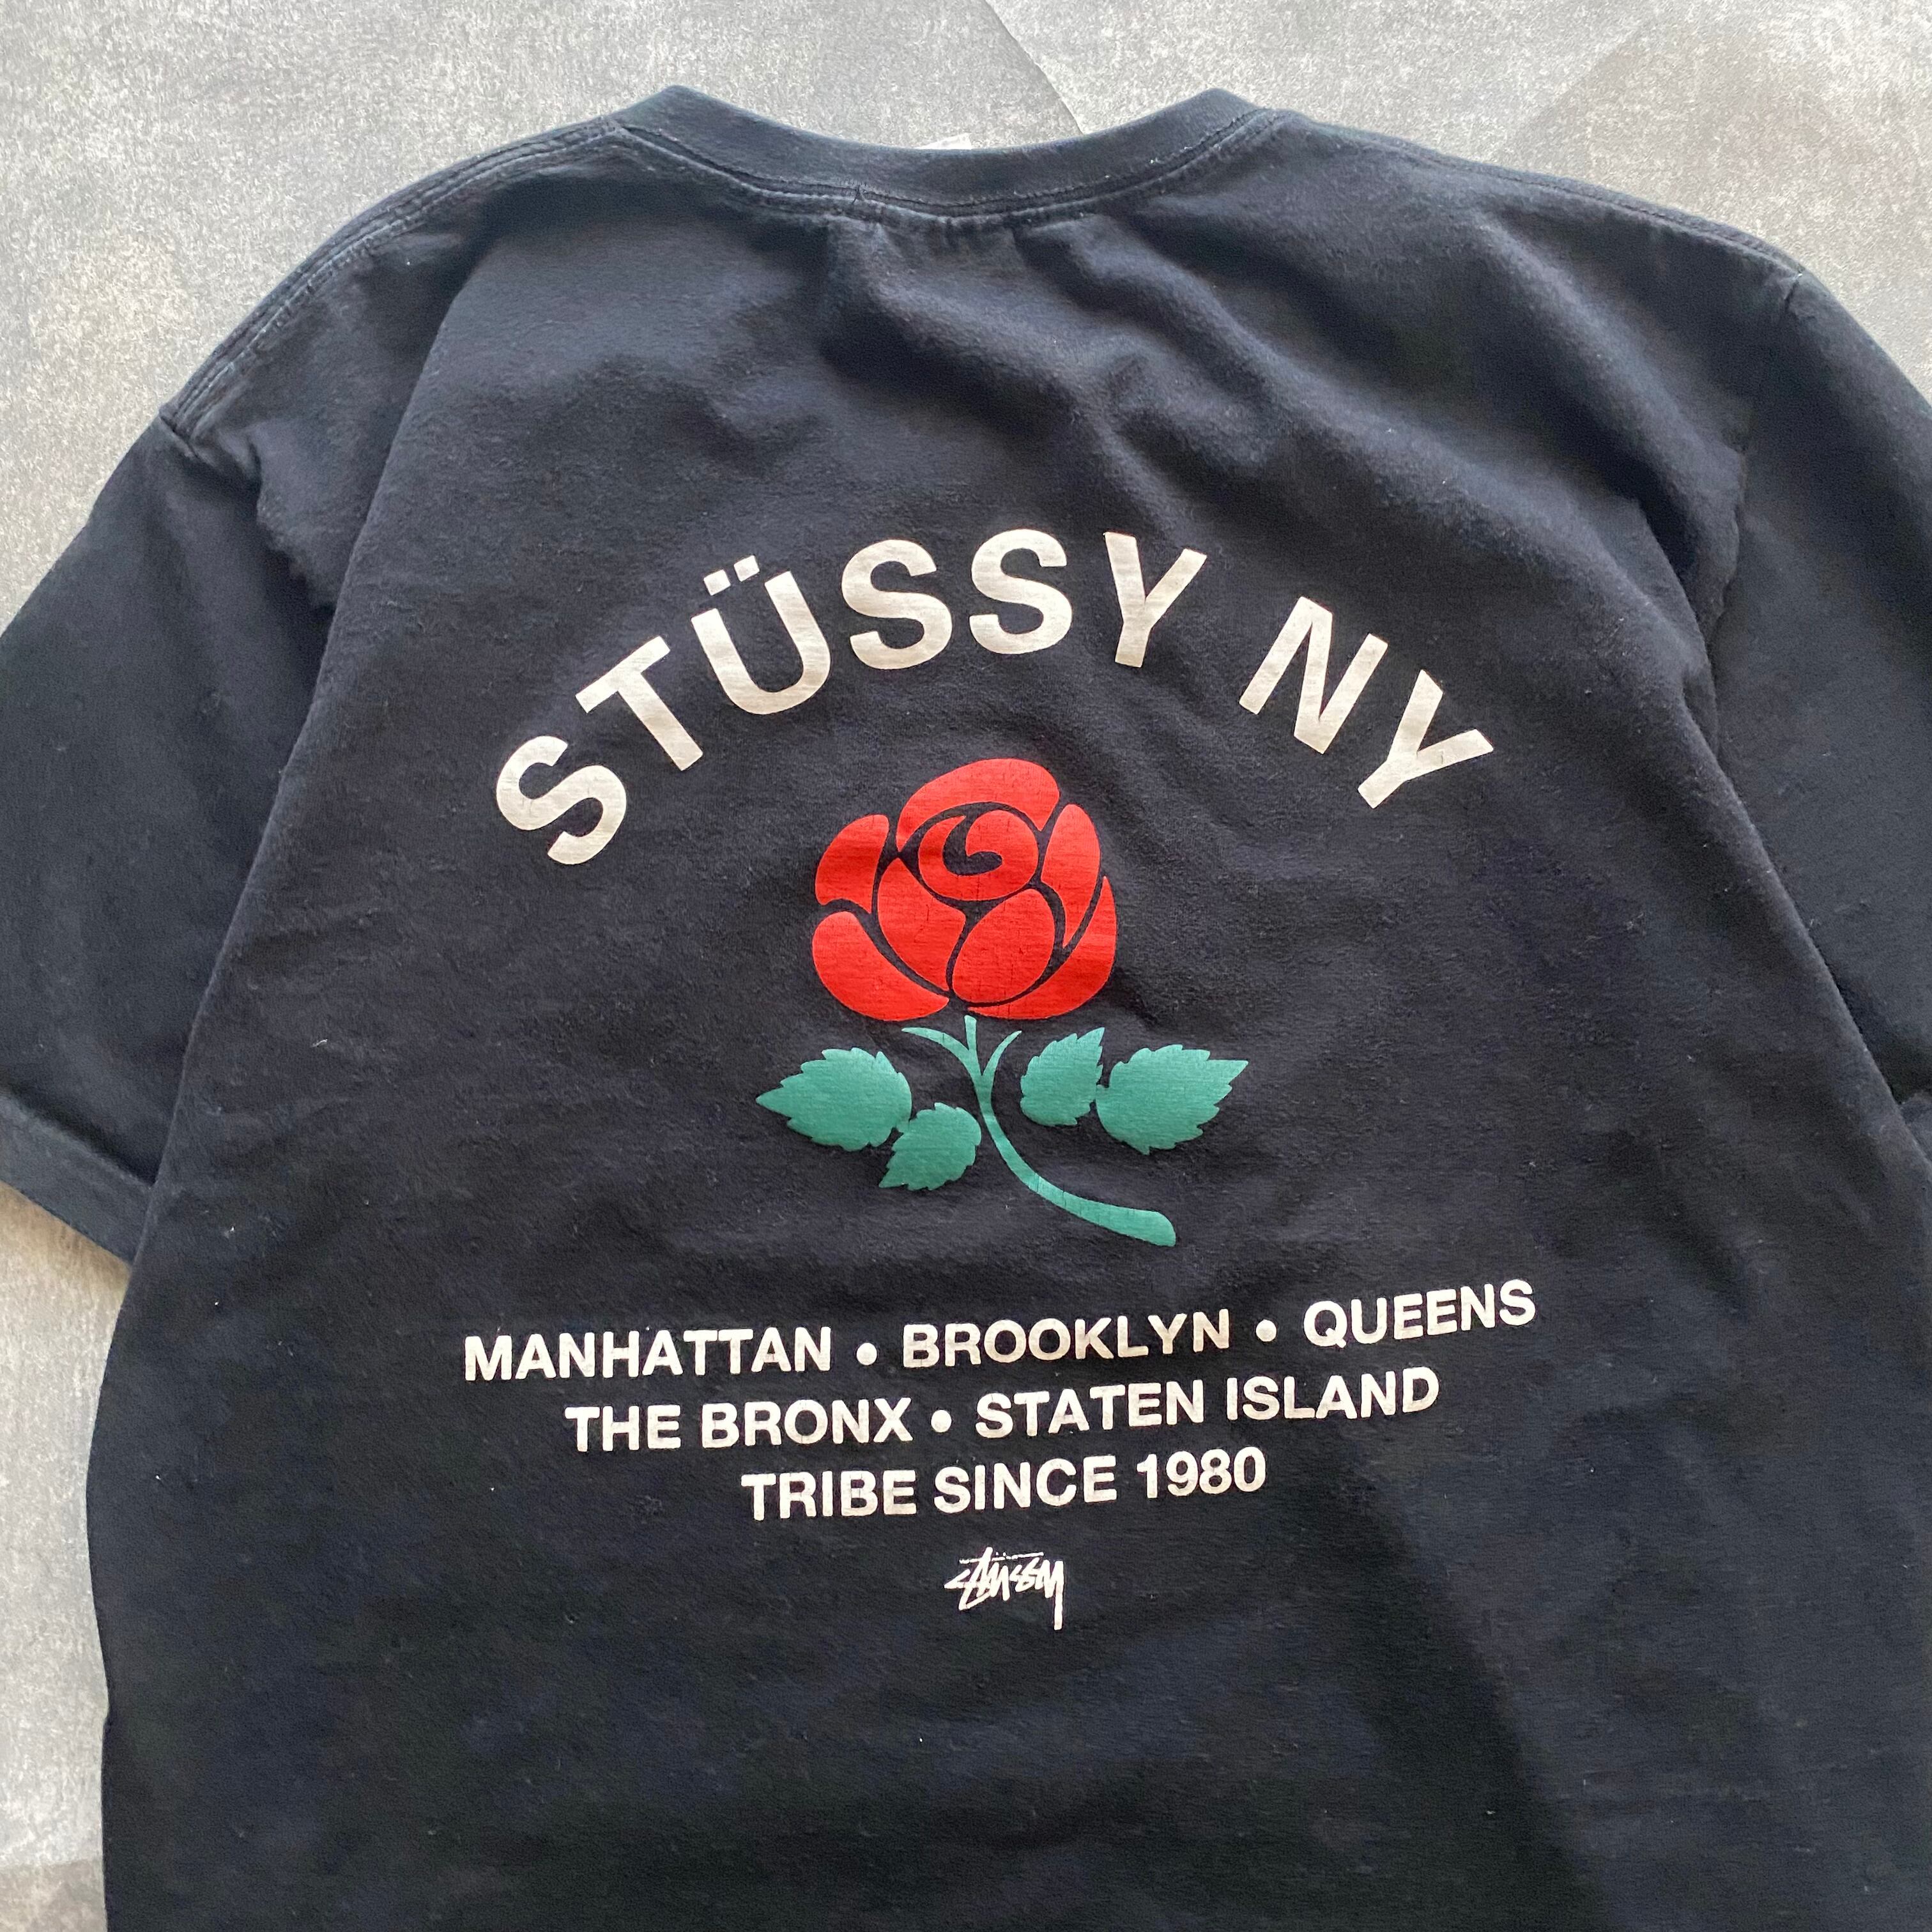 STÜSSY NY
MANHATTAN • BROOKLYN • QUEENS
THE BRONX • STATEN ISLAND
TRIBE SINCE 1980
Stüssy